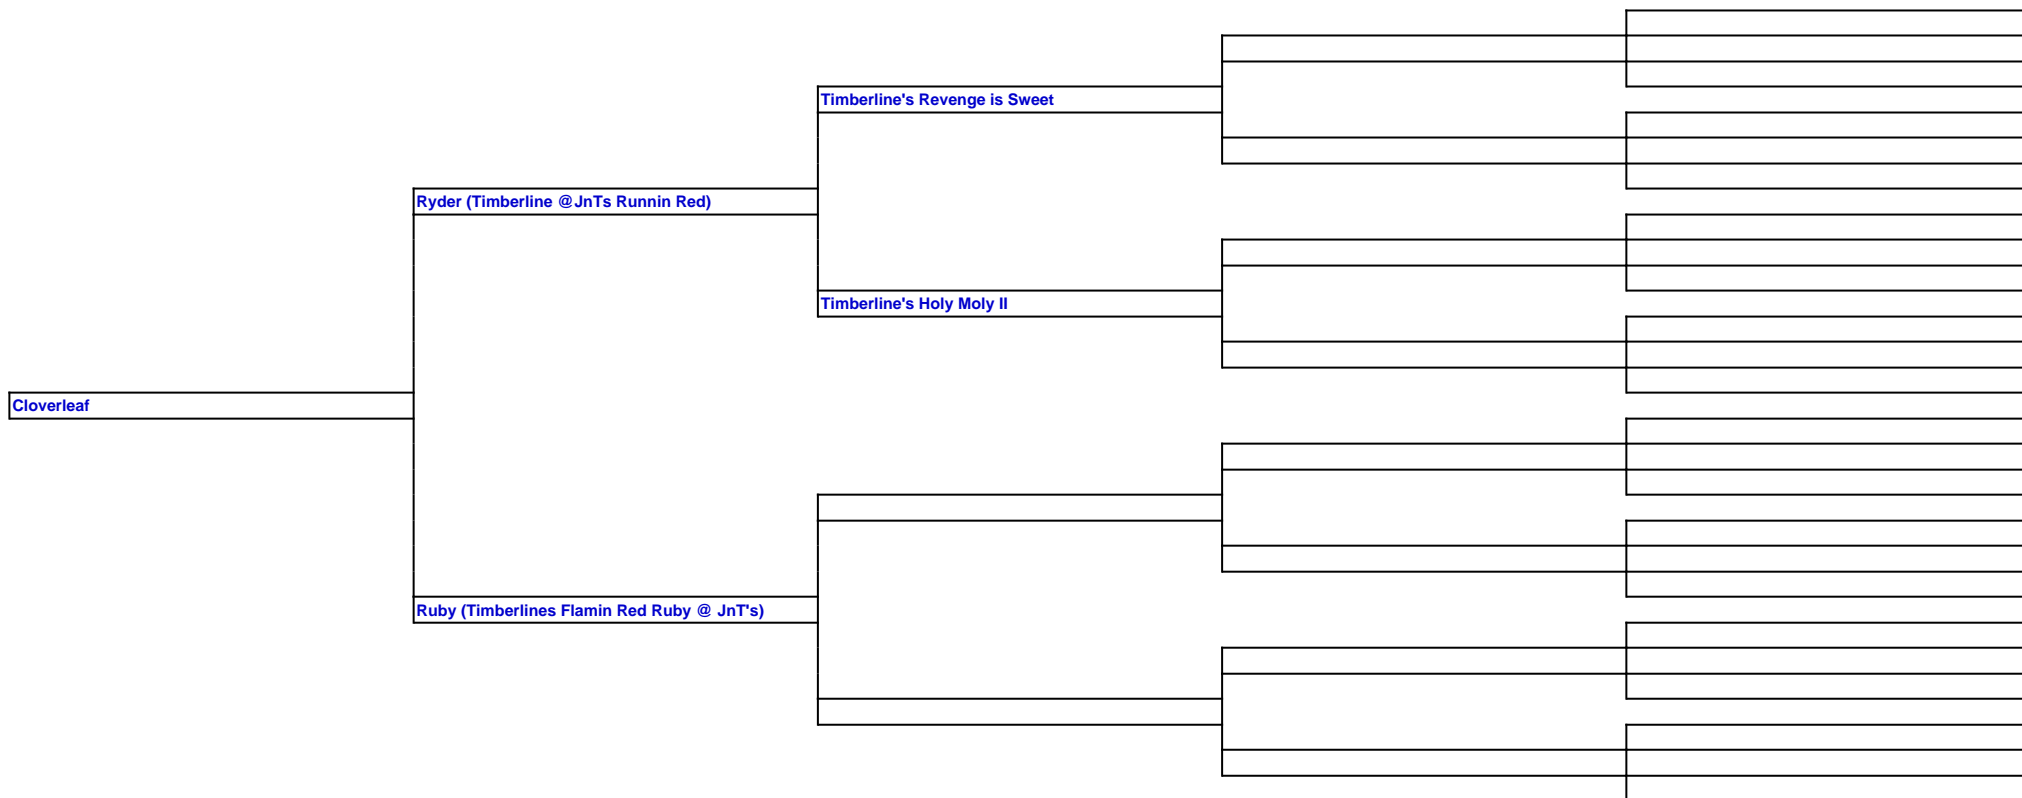 Timberline's Revenge is Sweet
Ryder (Timberline @JnTs Runnin Red)
Timberline's Holy Moly II
Cloverleaf
Ruby (Timberlines Flamin Red Ruby @ JnT's)